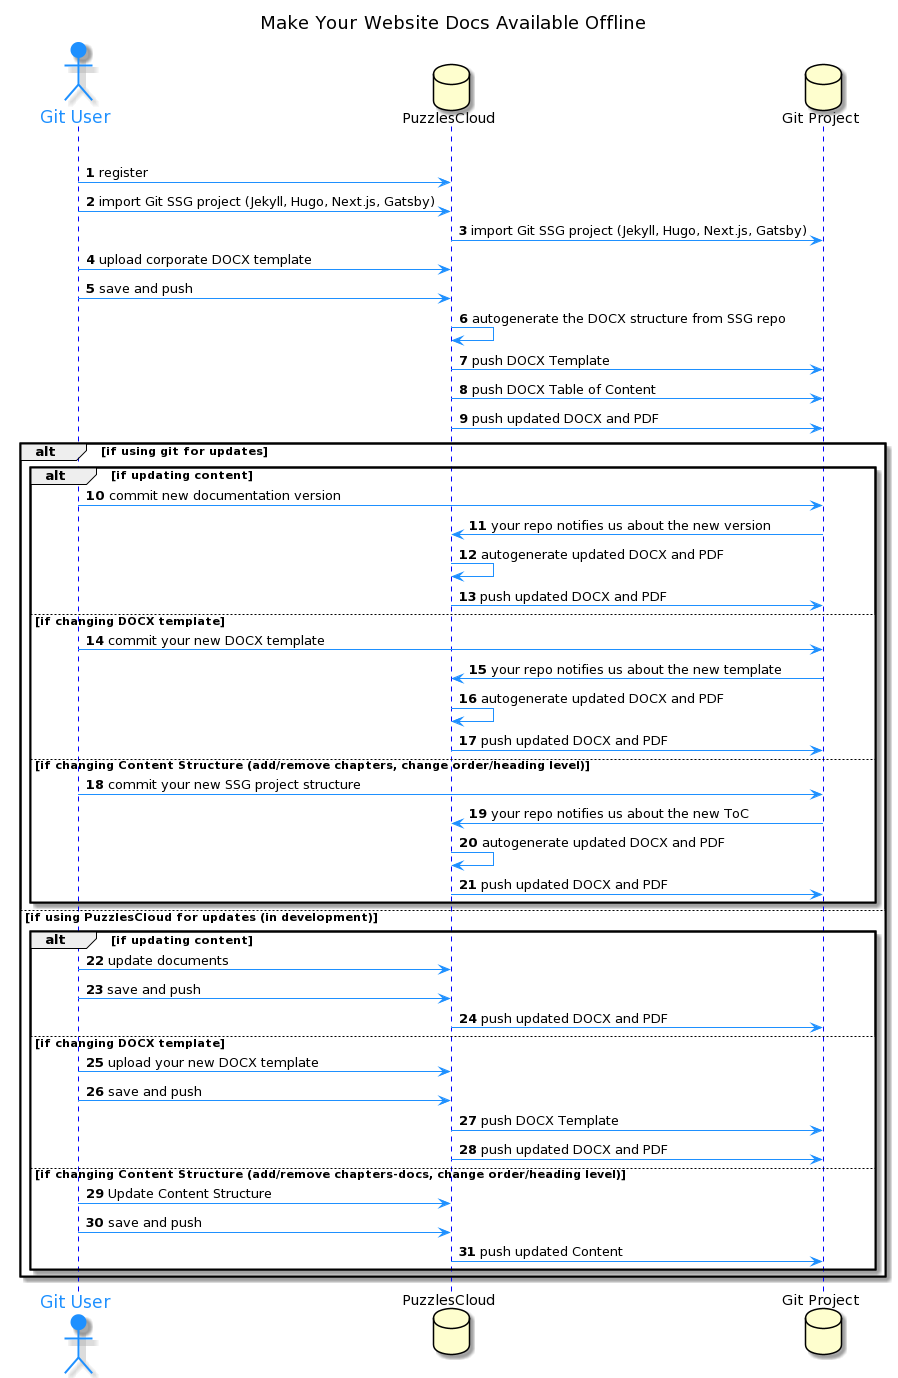 Make Your Website Docs Available Offline
Git User
PuzzlesCloud
Git Project
1 register
2 import Git SSG project (Jekyll, Hugo, Next.js, Gatsby)
3 import Git SSG project (Jekyll, Hugo, Next.js, Gatsby)
4 upload corporate DOCX template
5 save and push
6 autogenerate the DOCX structure from SSG repo
7 push DOCX Template
8 push DOCX Table of Content
9 push updated DOCX and PDF
alt [if using git for updates]
alt [if updating content]
10 commit new documentation version
11 your repo notifies us about the new version
12 autogenerate updated DOCX and PDF
13 push updated DOCX and PDF
[if changing DOCX template]
14 commit your new DOCX template
15 your repo notifies us about the new template
16 autogenerate updated DOCX and PDF
17 push updated DOCX and PDF
[if changing Content Structure (add/remove chapters, change order/heading level)]
18 commit your new SSG project structure
19 your repo notifies us about the new ToC
20 autogenerate updated DOCX and PDF
21 push updated DOCX and PDF
[if using PuzzlesCloud for updates (in development)]
alt [if updating content]
22 update documents
23 save and push
24 push updated DOCX and PDF
[if changing DOCX template]
25 upload your new DOCX template
26 save and push
27 push DOCX Template
28 push updated DOCX and PDF
[if changing Content Structure (add/remove chapters-docs, change order/heading level)]
29 Update Content Structure
30 save and push
31 push updated Content
Git User
PuzzlesCloud
Git Project